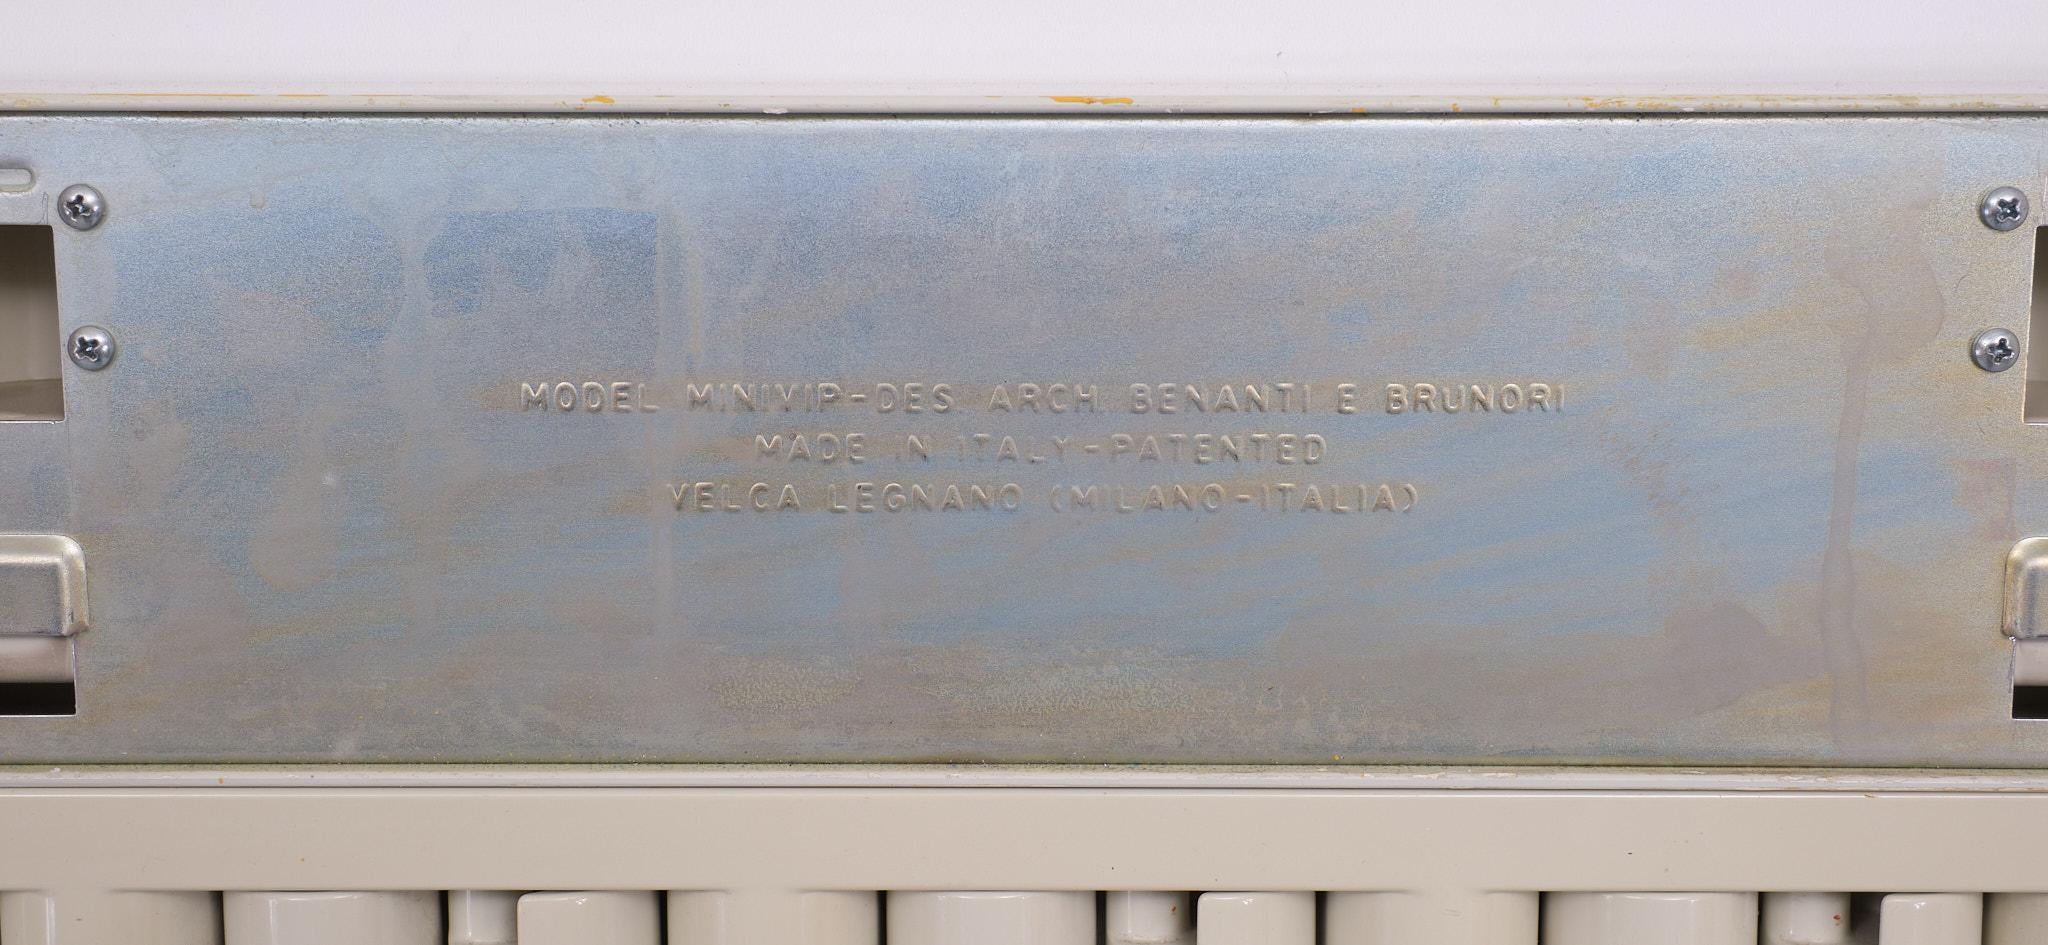 MODEL MINIVIP-DES. ARCH. BENANTI E BRUNORI
MADE IN ITALY-PATENTED
VELCA LEGNANO (MILANO-ITALIA)